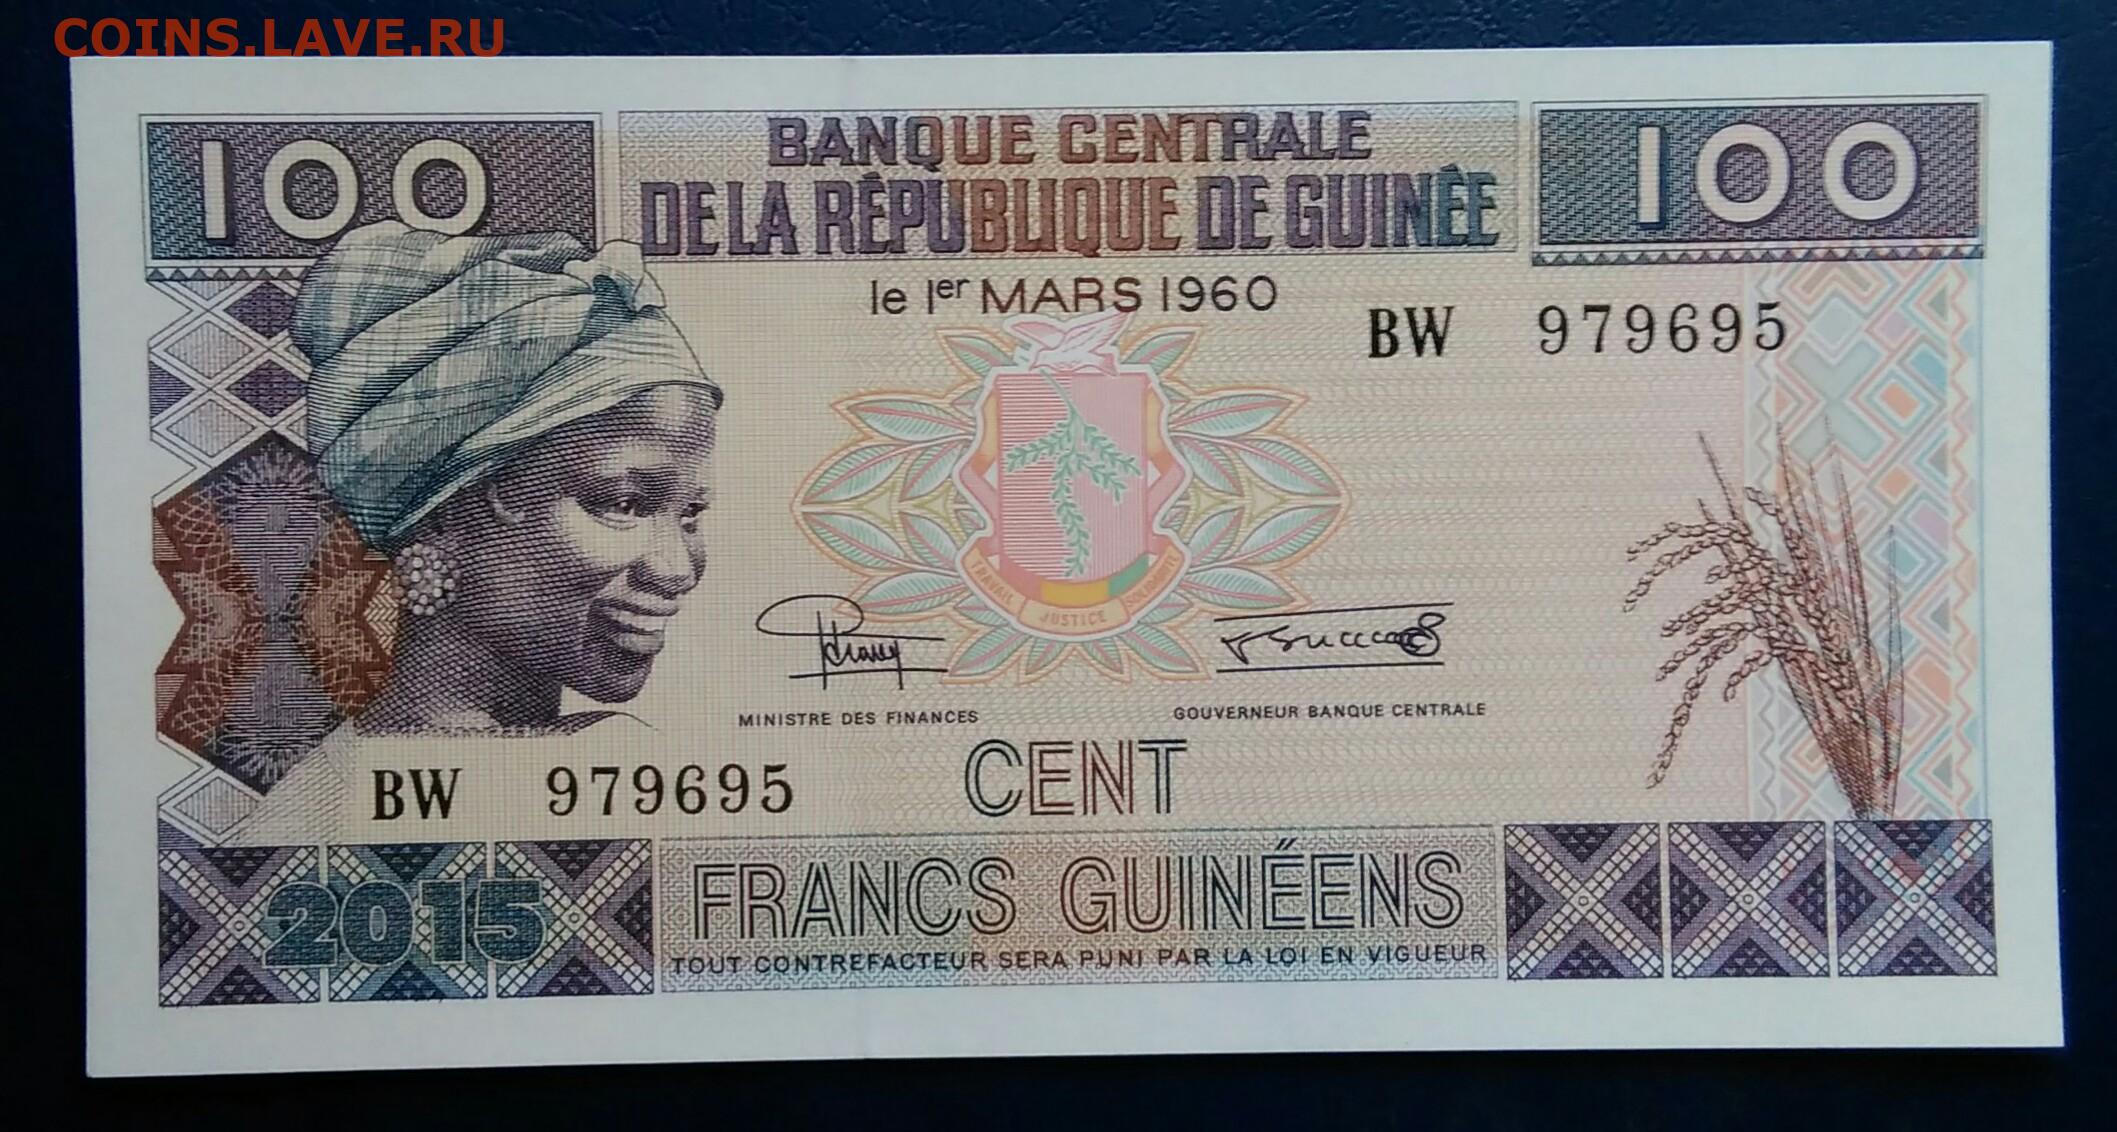 COINS.LAVE.RU
100
BANQUE CENTRALE
DE LA RÉPUBLIQUE DE GUINÉE
100
le 1er MARS 1960
BW 979695
TRAVAIL JUSTICE SOLIDARITÉ
MINISTRE DES FINANCES
GOUVERNEUR BANQUE CENTRALE
BW 979695
CENT
2015
FRANCS GUINÉENS
TOUT CONTREFACTEUR SERA PUNI PAR LA LOI EN VIGUEUR